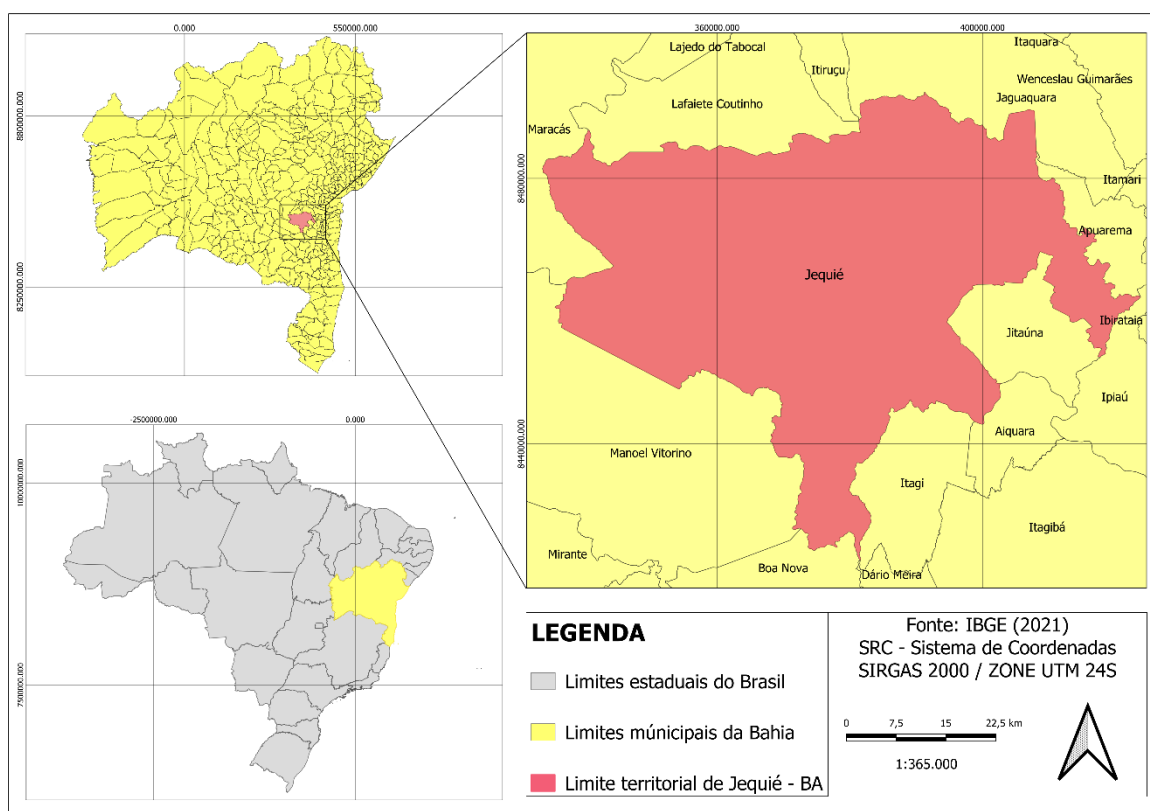 0.000
550000.000
8800000.000
8250000.000
360000.000
400000.000
8480000.000
8440000.000
Lajedo do Tabocal
Itiruçu
Itaquara
Wenceslau Guimarães
Jaguaquara
Lafaiete Coutinho
Maracás
Itamari
Apuarema
Jequié
Ibirataia
Jitaúna
Ipiaú
Aiquara
Manoel Vitorino
Itagi
Itagibá
Mirante
Boa Nova
Dário Meira
-2500000.000
0.000
10000000.000
7500000.000
LEGENDA
Limites estaduais do Brasil
Limites múnicipais da Bahia
Limite territorial de Jequié - BA
Fonte: IBGE (2021)
SRC - Sistema de Coordenadas
SIRGAS 2000 / ZONE UTM 24S
0 7,5 15 22,5 km
1:365.000